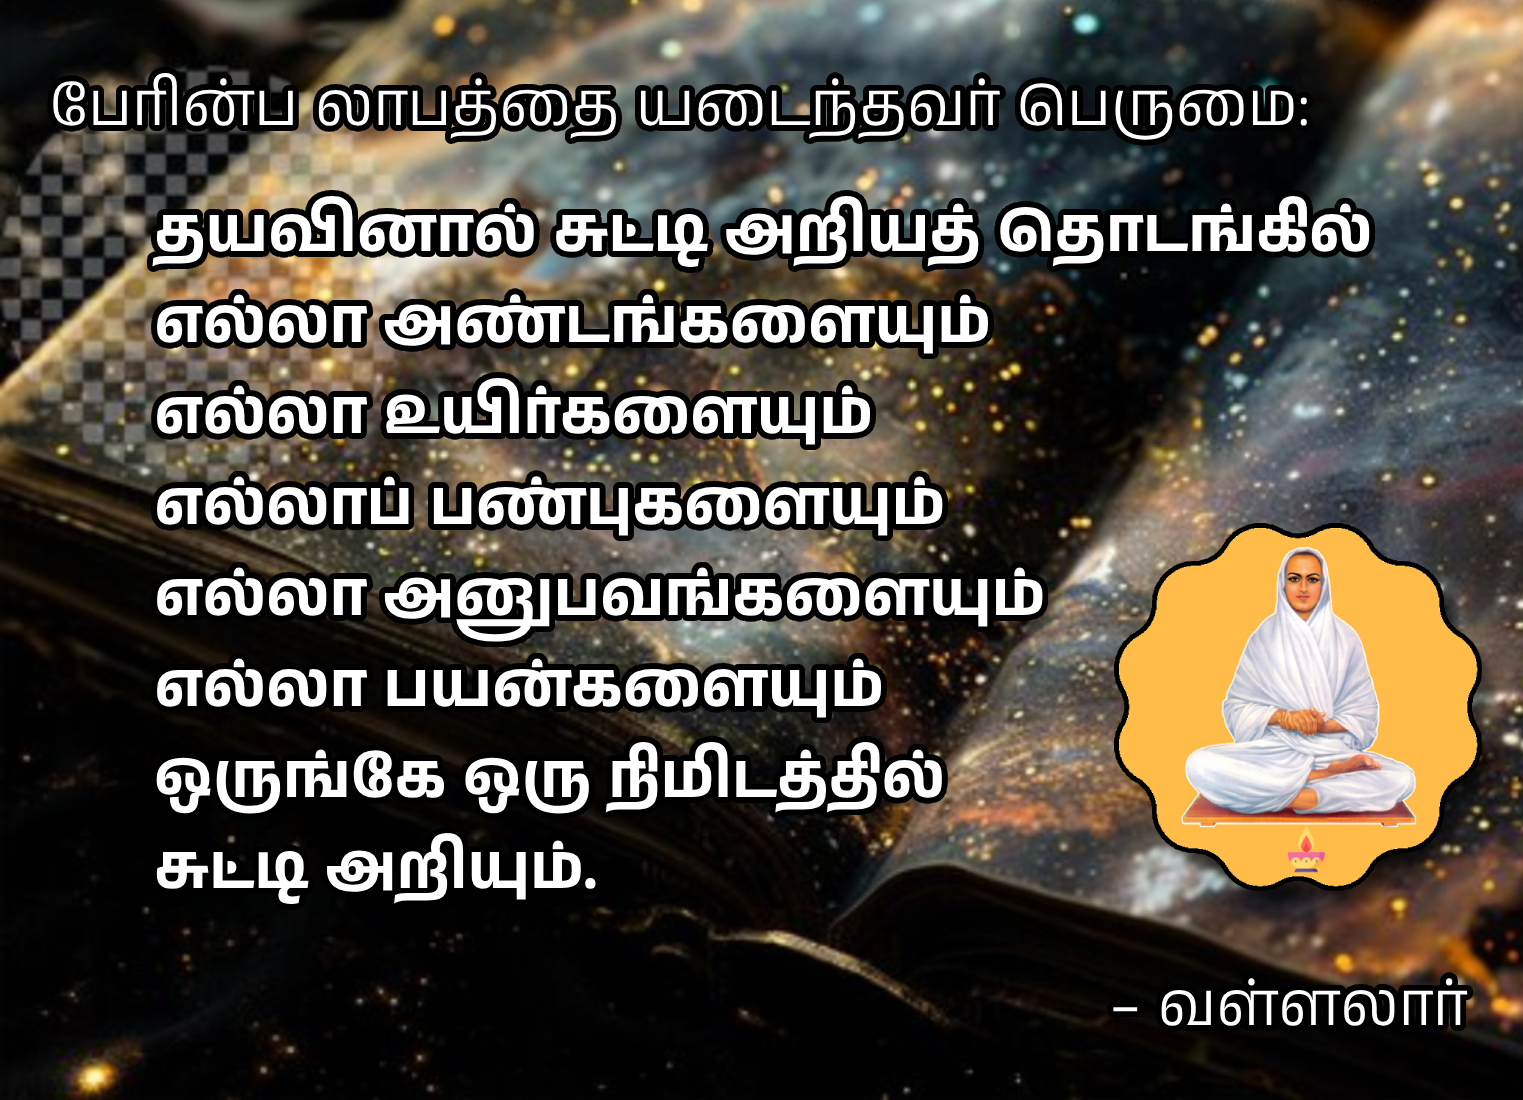 பேரின்ப லாபத்தை யடைந்தவர் பெருமை:
தயவினால் சுட்டி அறியத் தொடங்கில்
எல்லா அண்டங்களையும்
எல்லா உயிர்களையும்
எல்லாப் பண்புகளையும்
எல்லா அனுபவங்களையும்
எல்லா பயன்களையும்
ஒருங்கே ஒரு நிமிடத்தில்
சுட்டி அறியும்.
– வள்ளலார்